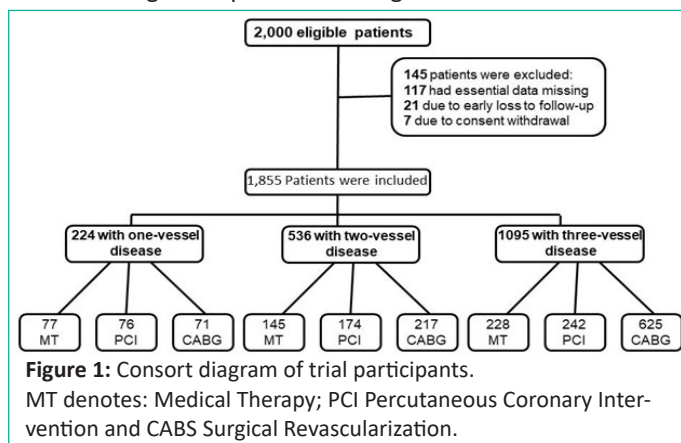 2,000 eligible patients
145 patients were excluded:
117 had essential data missing
21 due to early loss to follow-up
7 due to consent withdrawal
1,855 Patients were included
224 with one-vessel
disease
536 with two-vessel
disease
1095 with three-vessel
disease
77
MT
76
PCI
71
CABG
145
MT
174
PCI
217
CABG
228
MT
242
PCI
625
CABG
Figure 1: Consort diagram of trial participants.
MT denotes: Medical Therapy; PCI Percutaneous Coronary Inter-
vention and CABS Surgical Revascularization.